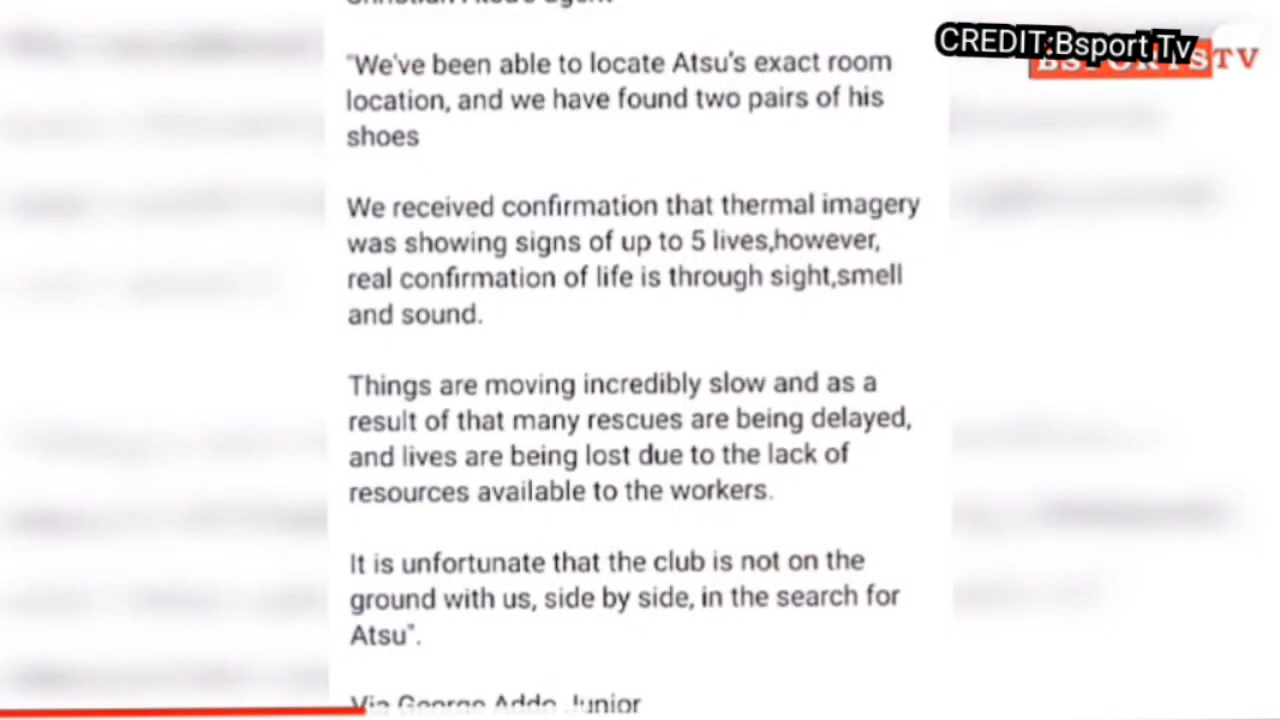 Christian Atsu's agent
CREDIT:Bsport Tv
BSPORTSTV
"We've been able to locate Atsu's exact room
location, and we have found two pairs of his
shoes
We received confirmation that thermal imagery
was showing signs of up to 5 lives,however,
real confirmation of life is through sight,smell
and sound.
Things are moving incredibly slow and as a
result of that many rescues are being delayed,
and lives are being lost due to the lack of
resources available to the workers.
It is unfortunate that the club is not on the
ground with us, side by side, in the search for
Atsu".
Via George Addo Junior